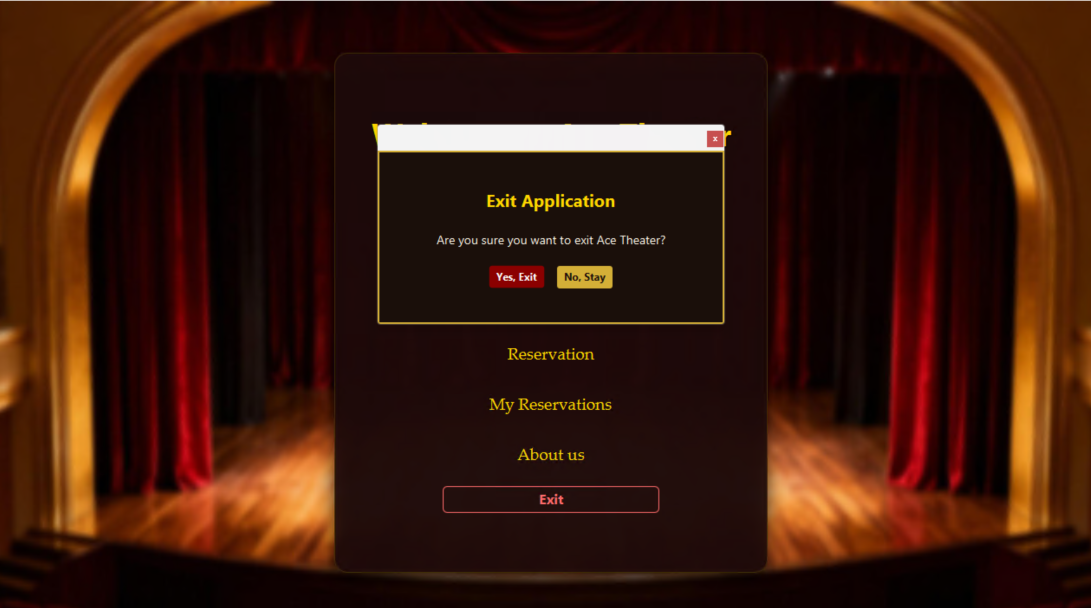 x
Exit Application
Are you sure you want to exit Ace Theater?
Yes, Exit
No, Stay
Reservation
My Reservations
About us
Exit